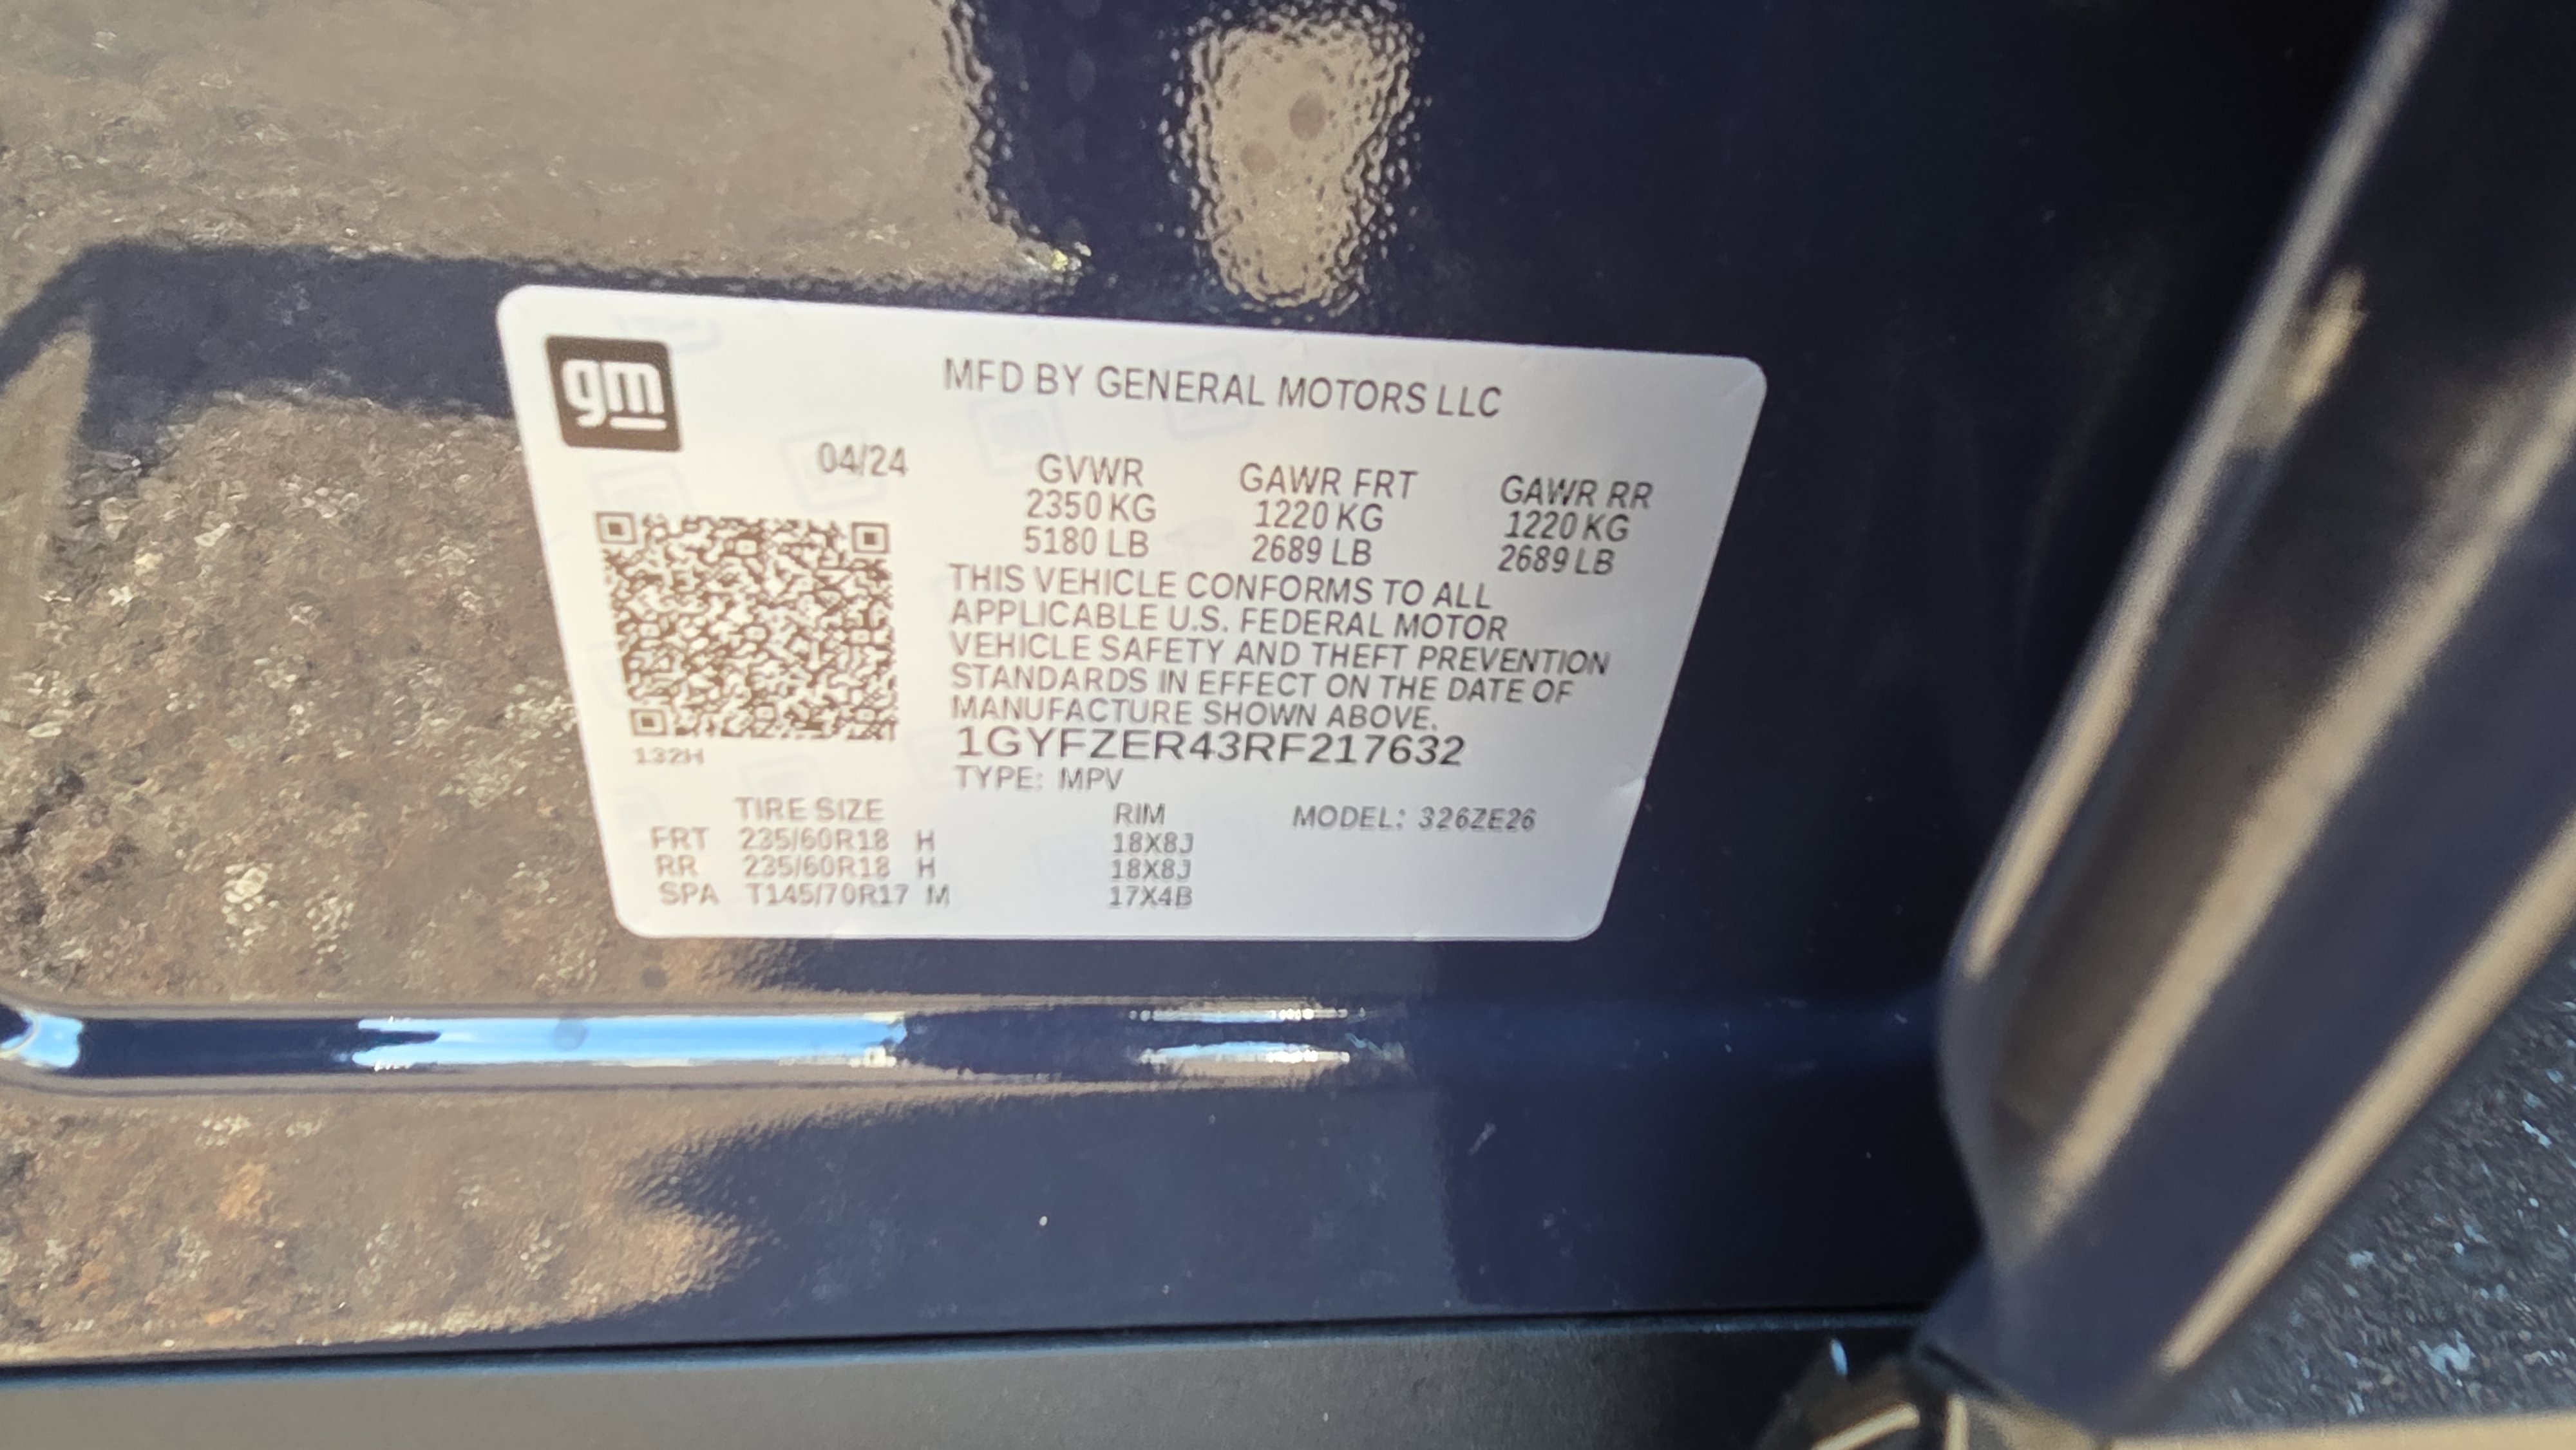 gm
MFD BY GENERAL MOTORS LLC
04/24 GVWR GAWR FRT GAWR RR
2350 KG 1220 KG 1220 KG
5180 LB 2689 LB 2689 LB
THIS VEHICLE CONFORMS TO ALL
APPLICABLE U.S. FEDERAL MOTOR
VEHICLE SAFETY AND THEFT PREVENTION
STANDARDS IN EFFECT ON THE DATE OF
MANUFACTURE SHOWN ABOVE.
132H
1GYFZER43RF217632
TYPE: MPV
TIRE SIZE RIM MODEL: 326ZE26
FRT 235/60R18 H 18X8J
RR 235/60R18 H 18X8J
SPA T145/70R17 M 17X4B